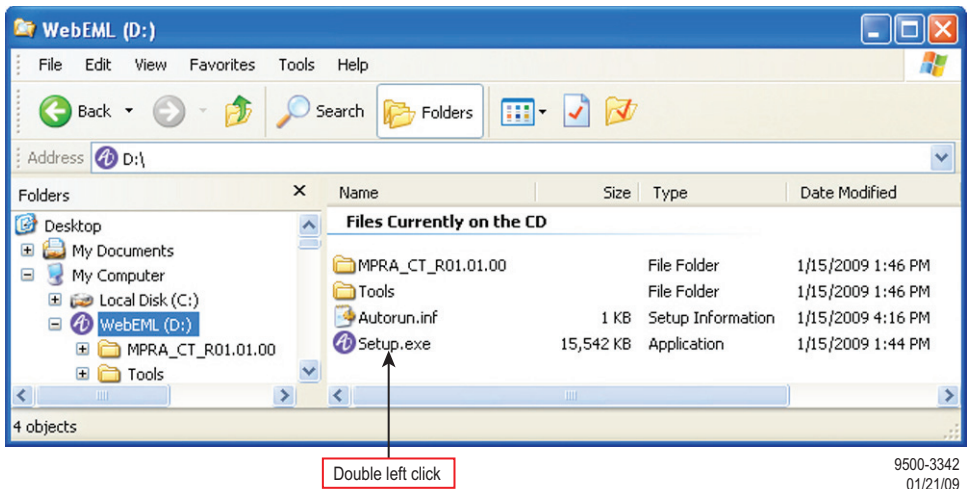 WebEML (D:)
File Edit View Favorites Tools Help
Back Search Folders
Address D:\
Folders X Name Size Type Date Modified
Desktop
My Documents
My Computer
Local Disk (C:)
WebEML (D:)
MPRA_CT_R01.01.00
Tools
Files Currently on the CD
MPRA_CT_R01.01.00 File Folder 1/15/2009 1:46 PM
Tools File Folder 1/15/2009 1:46 PM
Autorun.inf 1 KB Setup Information 1/15/2009 4:16 PM
Setup.exe 15,542 KB Application 1/15/2009 1:44 PM
4 objects
Double left click
9500-3342
01/21/09